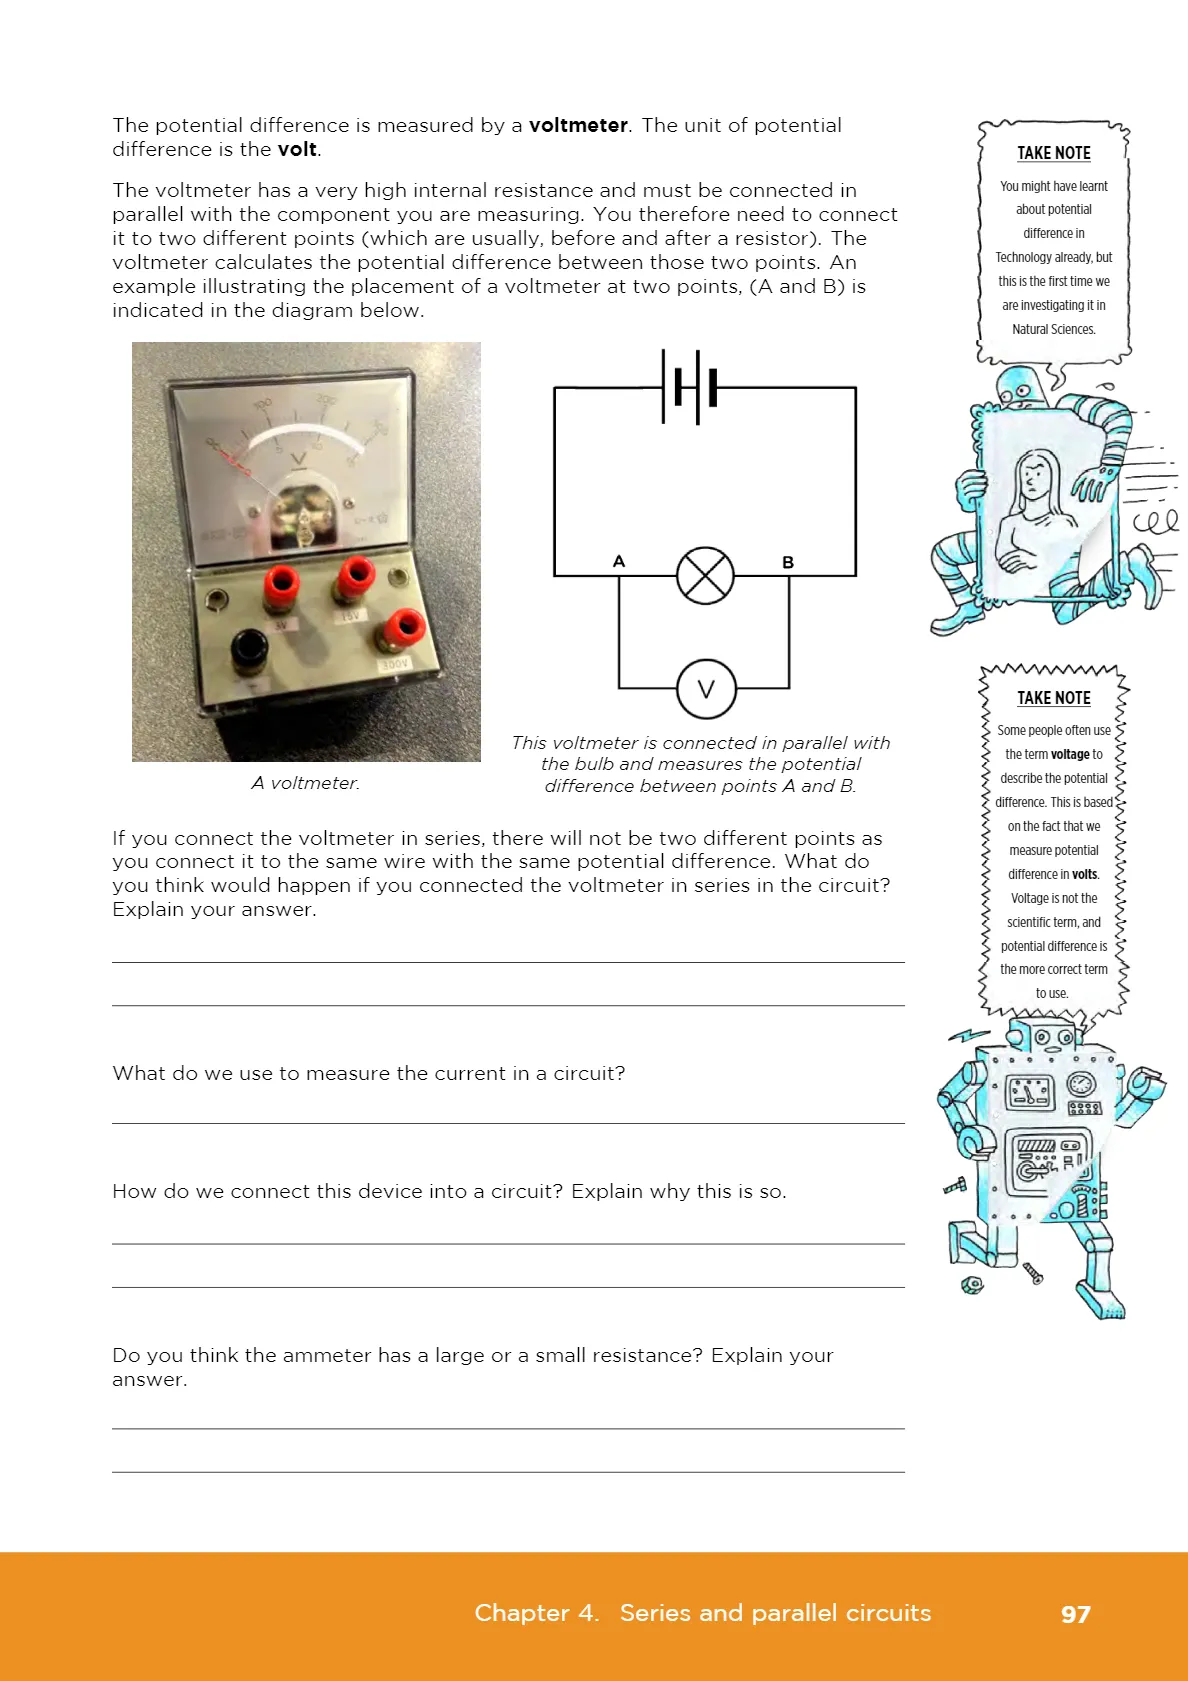 The potential difference is measured by a voltmeter. The unit of potential
difference is the volt.
The voltmeter has a very high internal resistance and must be connected in
parallel with the component you are measuring. You therefore need to connect
it to two different points (which are usually, before and after a resistor). The
voltmeter calculates the potential difference between those two points. An
example illustrating the placement of a voltmeter at two points, (A and B) is
indicated in the diagram below.
V
15V
300V
A voltmeter.
A
B
V
This voltmeter is connected in parallel with
the bulb and measures the potential
difference between points A and B.
If you connect the voltmeter in series, there will not be two different points as
you connect it to the same wire with the same potential difference. What do
you think would happen if you connected the voltmeter in series in the circuit?
Explain your answer.
What do we use to measure the current in a circuit?
How do we connect this device into a circuit? Explain why this is so.
Do you think the ammeter has a large or a small resistance? Explain your
answer.
TAKE NOTE
You might have learnt
about potential
difference in
Technology already, but
this is the first time we
are investigating it in
Natural Sciences.
TAKE NOTE
Some people often use
the term voltage to
describe the potential
difference. This is based
on the fact that we
measure potential
difference in volts.
Voltage is not the
scientific term, and
potential difference is
the more correct term
to use.
Chapter 4. Series and parallel circuits
97